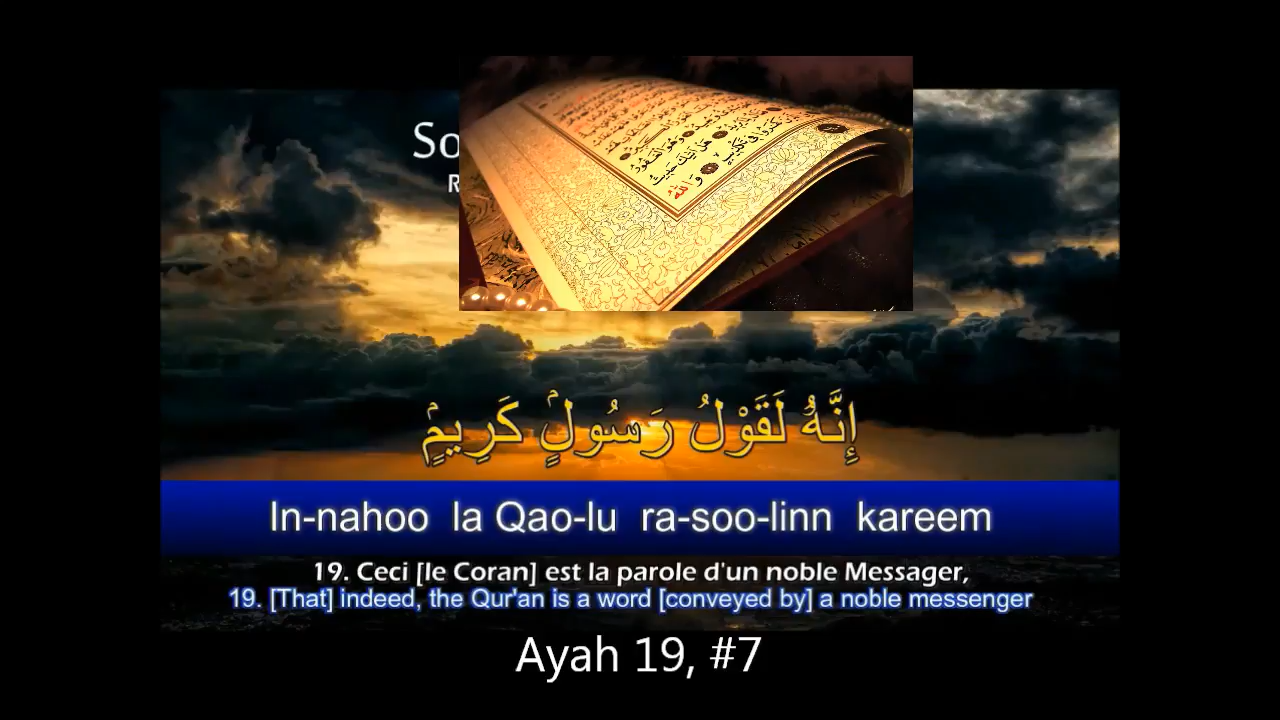 So
R
إِنَّهُۥ لَقَوْلُ رَسُولٍۢ كَرِيمٍۢ
In-nahoo la Qao-lu ra-soo-linn kareem
19. Ceci [le Coran] est la parole d'un noble Messager,
19. [That] indeed, the Qur'an is a word [conveyed by] a noble messenger
Ayah 19, #7